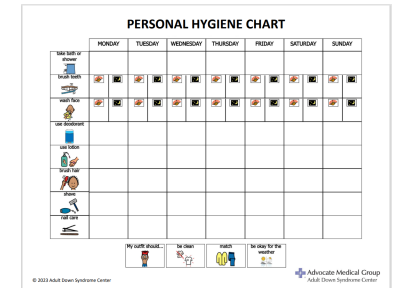 PERSONAL HYGIENE CHART
MONDAY TUESDAY WEDNESDAY THURSDAY FRIDAY SATURDAY SUNDAY
take bath or
shower
brush teeth
wash face
use deodorant
use lotion
brush hair
shave
nail care
My outfit should... be clean match be okay for the
weather
© 2023 Adult Down Syndrome Center
Advocate Medical Group
Adult Down Syndrome Center